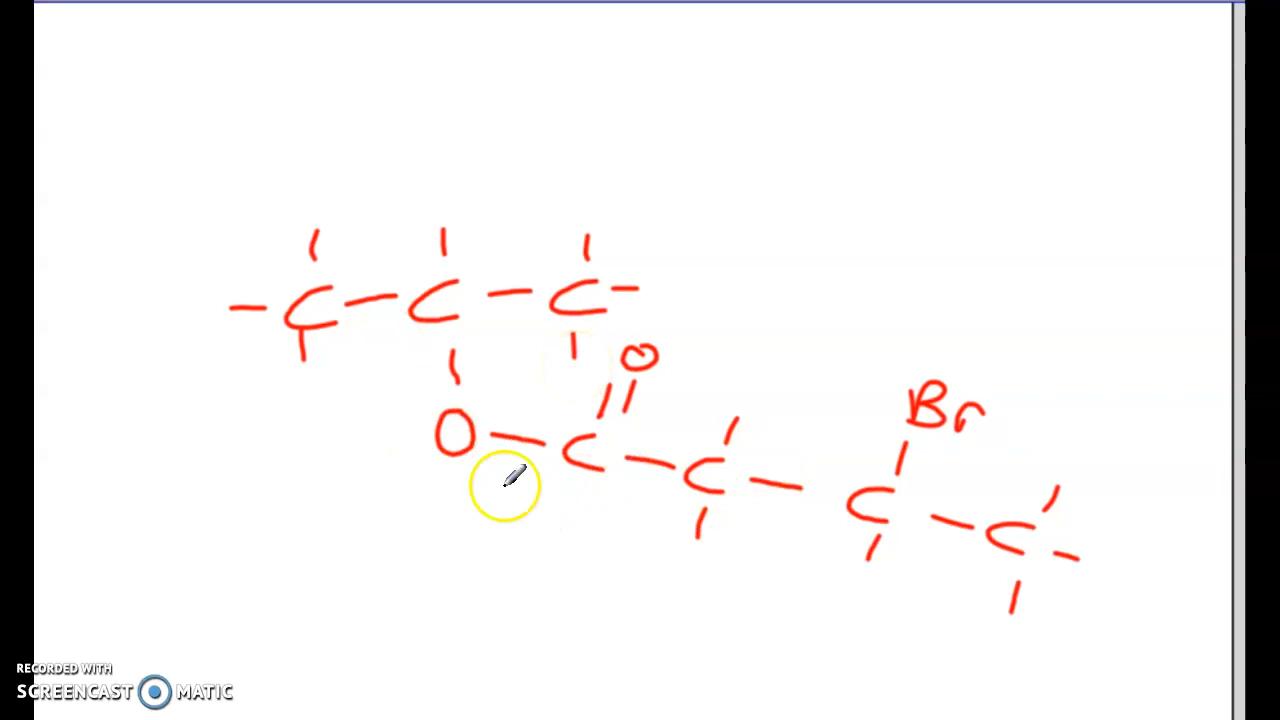 C C C
O
O C C C C
Br
RECORDED WITH
SCREENCAST MATIC